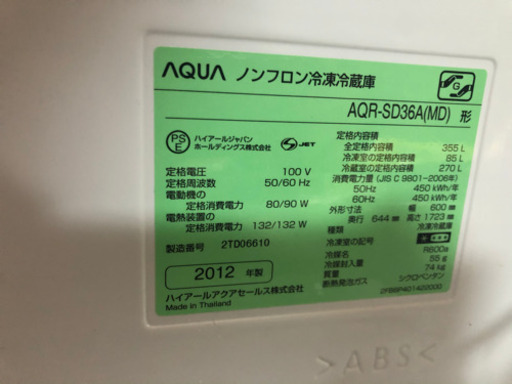 AQUA ノンフロン冷凍冷蔵庫
AQR-SD36A(MD) 形
G
PS E
ハイアールジャパン
ホールディングス株式会社
S JET
定格電圧 100 V
定格周波数 50/60 Hz
電動機の
定格消費電力 80/90 W
電熱装置の
定格消費電力 132/132 W
製造番号 2TD06610
2012 年製
ハイアールアクアセールス株式会社
Made in Thailand
定格内容積
全定格内容積 355 L
冷凍室の定格内容積 85 L
冷蔵室の定格内容積 270 L
消費電力量 (JIS C 9801-2006年)
50Hz 450 kWh/年
60Hz 450 kWh/年
外形寸法 幅 600 mm
奥行 644 mm 高さ 1723 mm
種類 冷凍冷蔵庫
冷凍室の記号
冷媒名 R600a
冷媒封入量 55 g
質量 74 kg
断熱発泡ガス シクロペンタン
>ABS<